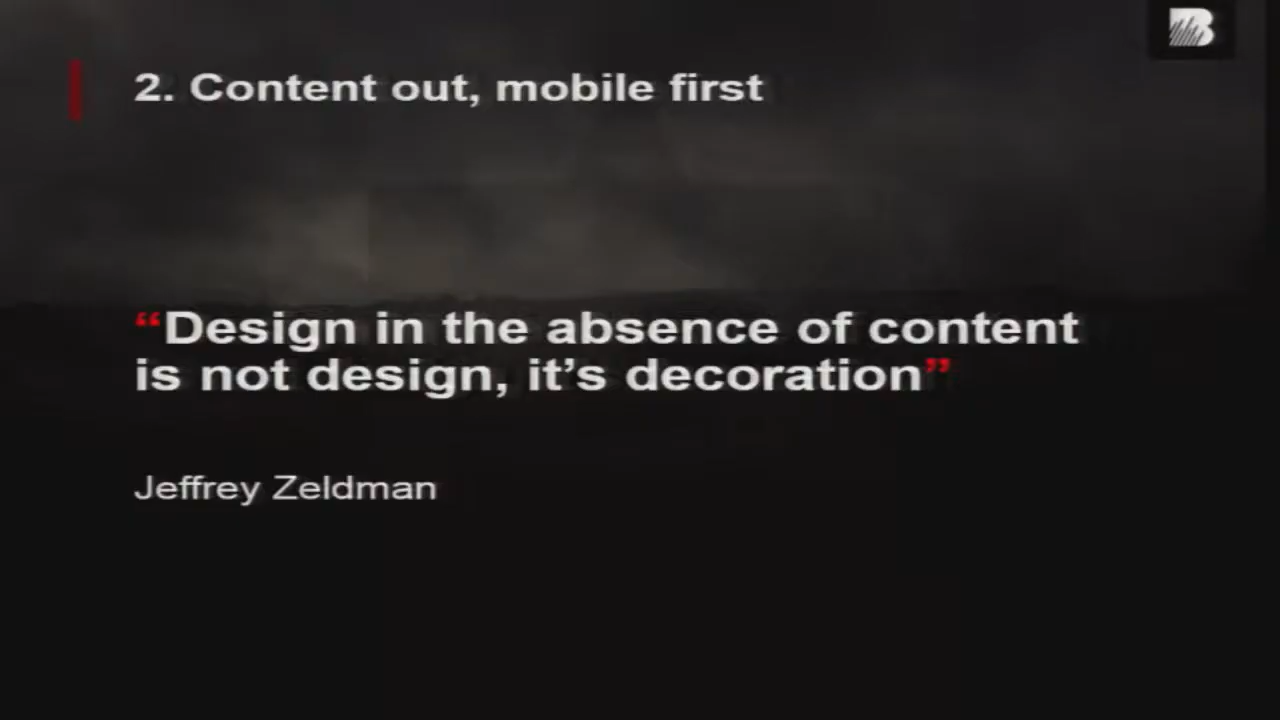 B
2. Content out, mobile first
“Design in the absence of content
is not design, it’s decoration”
Jeffrey Zeldman